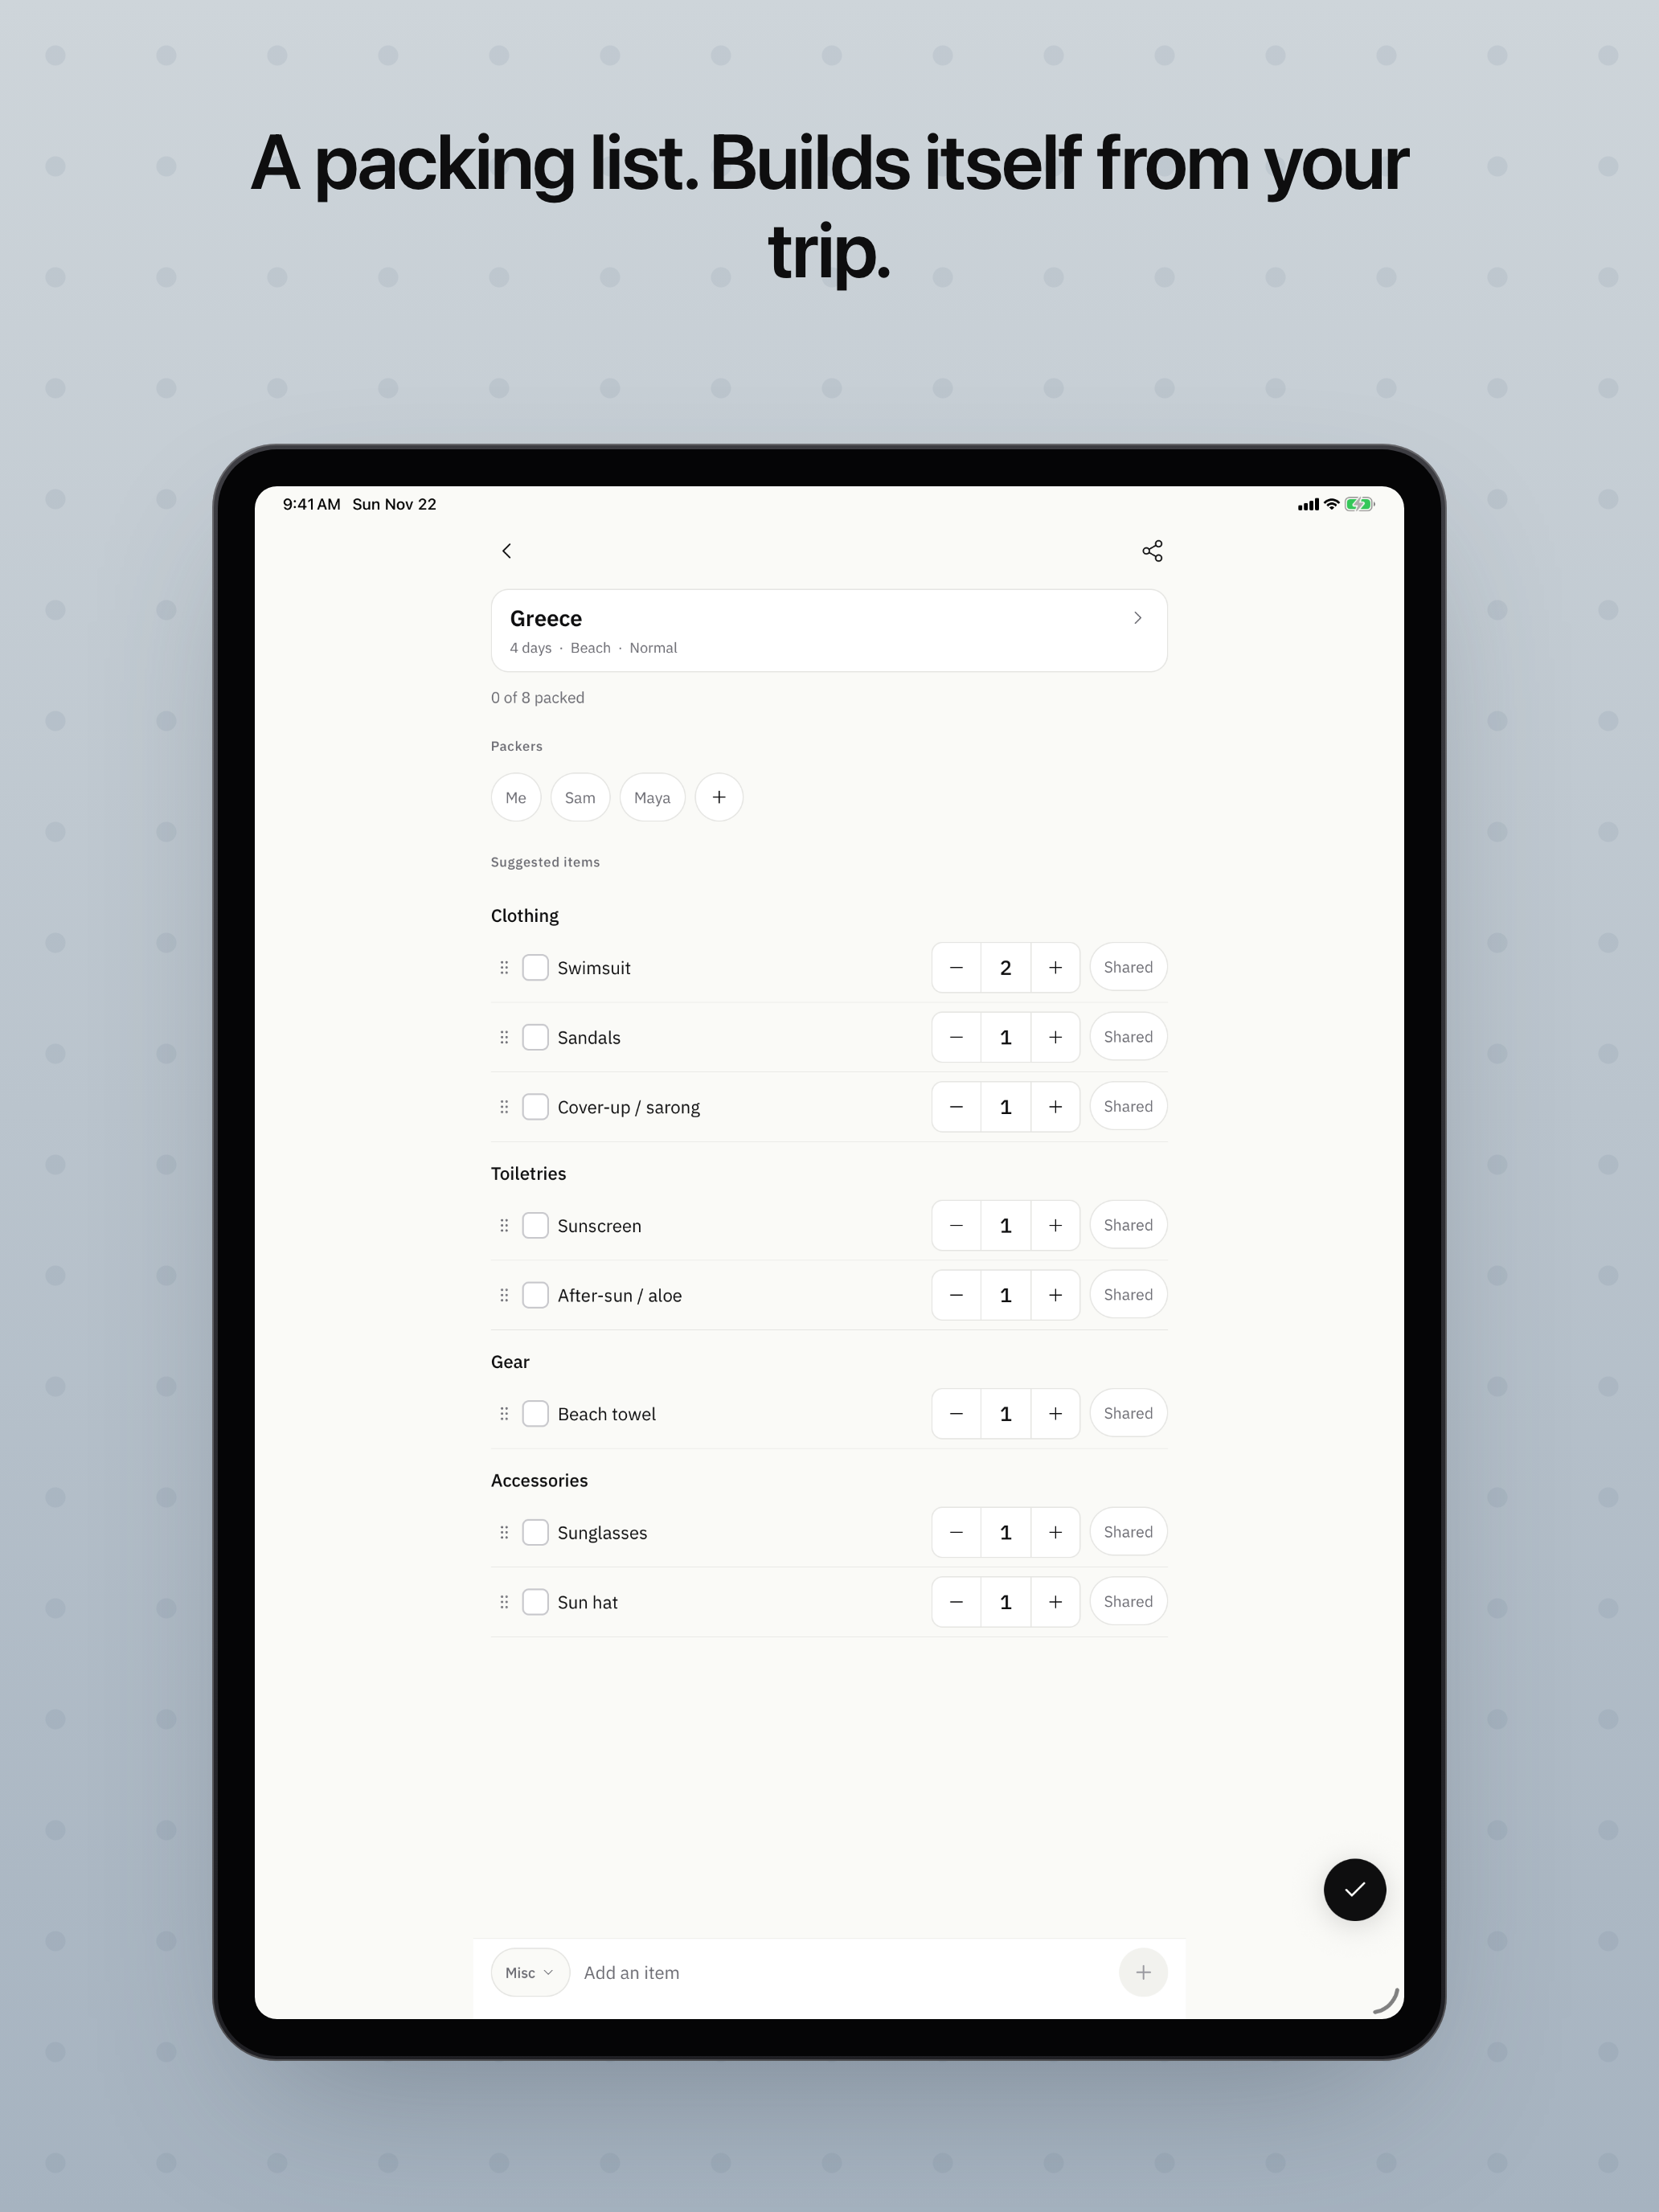 A packing list. Builds itself from your
trip.
9:41 AM Sun Nov 22
Greece
4 days · Beach · Normal
0 of 8 packed
Packers
Me Sam Maya +
Suggested items
Clothing
Swimsuit − 2 + Shared
Sandals − 1 + Shared
Cover-up / sarong − 1 + Shared
Toiletries
Sunscreen − 1 + Shared
After-sun / aloe − 1 + Shared
Gear
Beach towel − 1 + Shared
Accessories
Sunglasses − 1 + Shared
Sun hat − 1 + Shared
Misc Add an item +